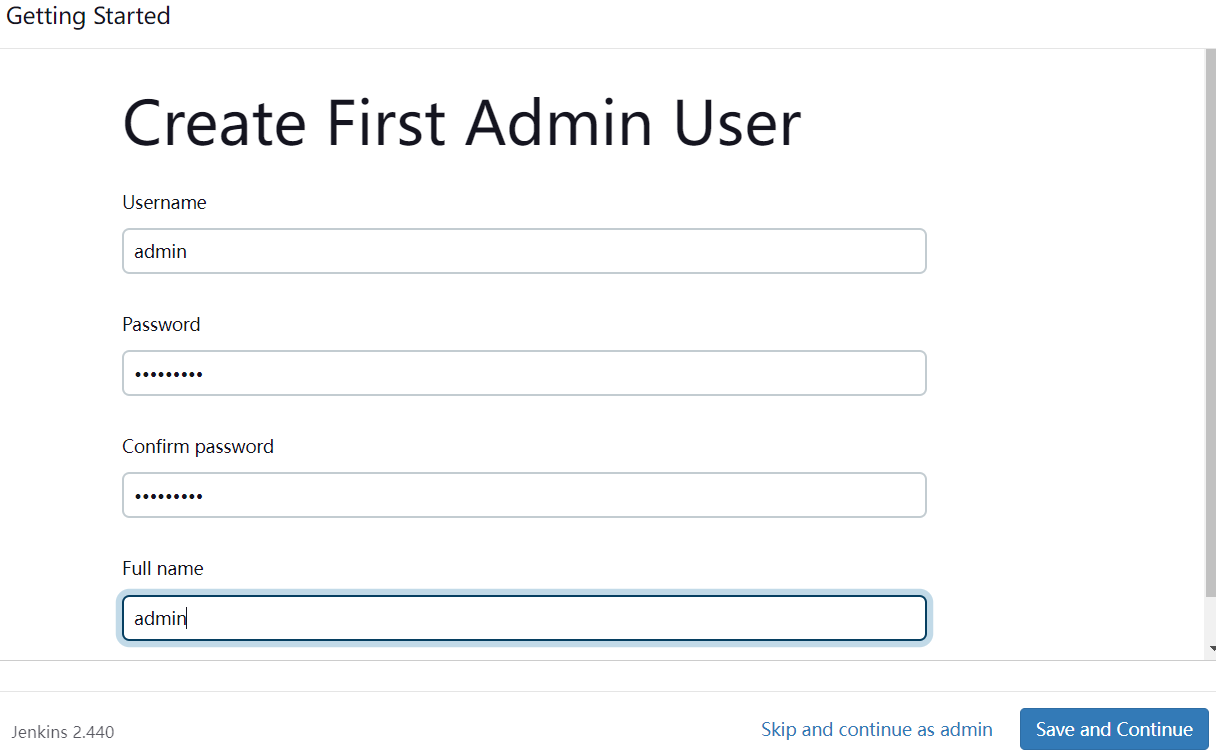 Getting Started
Create First Admin User
Username
admin
Password
•••••••••
Confirm password
•••••••••
Full name
admin
Jenkins 2.440
Skip and continue as admin
Save and Continue